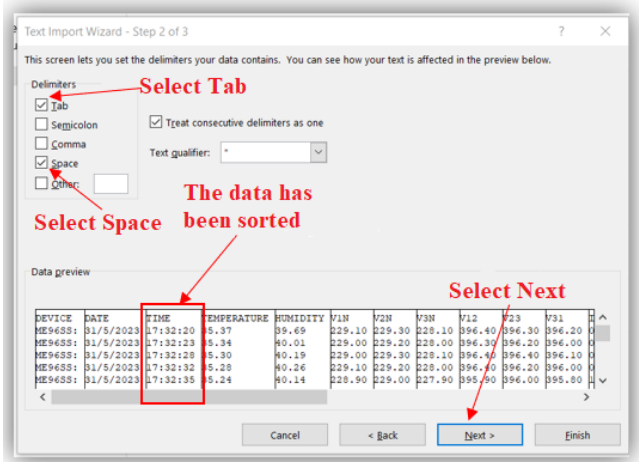 Text Import Wizard - Step 2 of 3 ? ×
This screen lets you set the delimiters your data contains. You can see how your text is affected in the preview below.
Delimiters
Select Tab
Tab
Semicolon
Treat consecutive delimiters as one
Comma
Text qualifier: "
Space
Other:
The data has
been sorted
Select Space
Data preview
Select Next
DEVICE DATE TIME TEMPERATURE HUMIDITY V1N V2N V3N V12 V23 V31
ME96SS: 31/5/2023 17:32:20 35.37 39.69 229.10 229.30 228.10 396.40 396.30 396.20
ME96SS: 31/5/2023 17:32:23 35.34 40.01 229.00 229.20 228.00 396.30 396.20 396.00
ME96SS: 31/5/2023 17:32:28 35.30 40.19 229.00 229.30 228.10 396.40 396.40 396.10
ME96SS: 31/5/2023 17:32:32 35.28 40.26 229.10 229.20 228.00 396.40 396.20 396.00
ME96SS: 31/5/2023 17:32:35 35.24 40.14 228.90 229.00 227.90 395.90 396.00 395.80
Cancel < Back Next > Finish